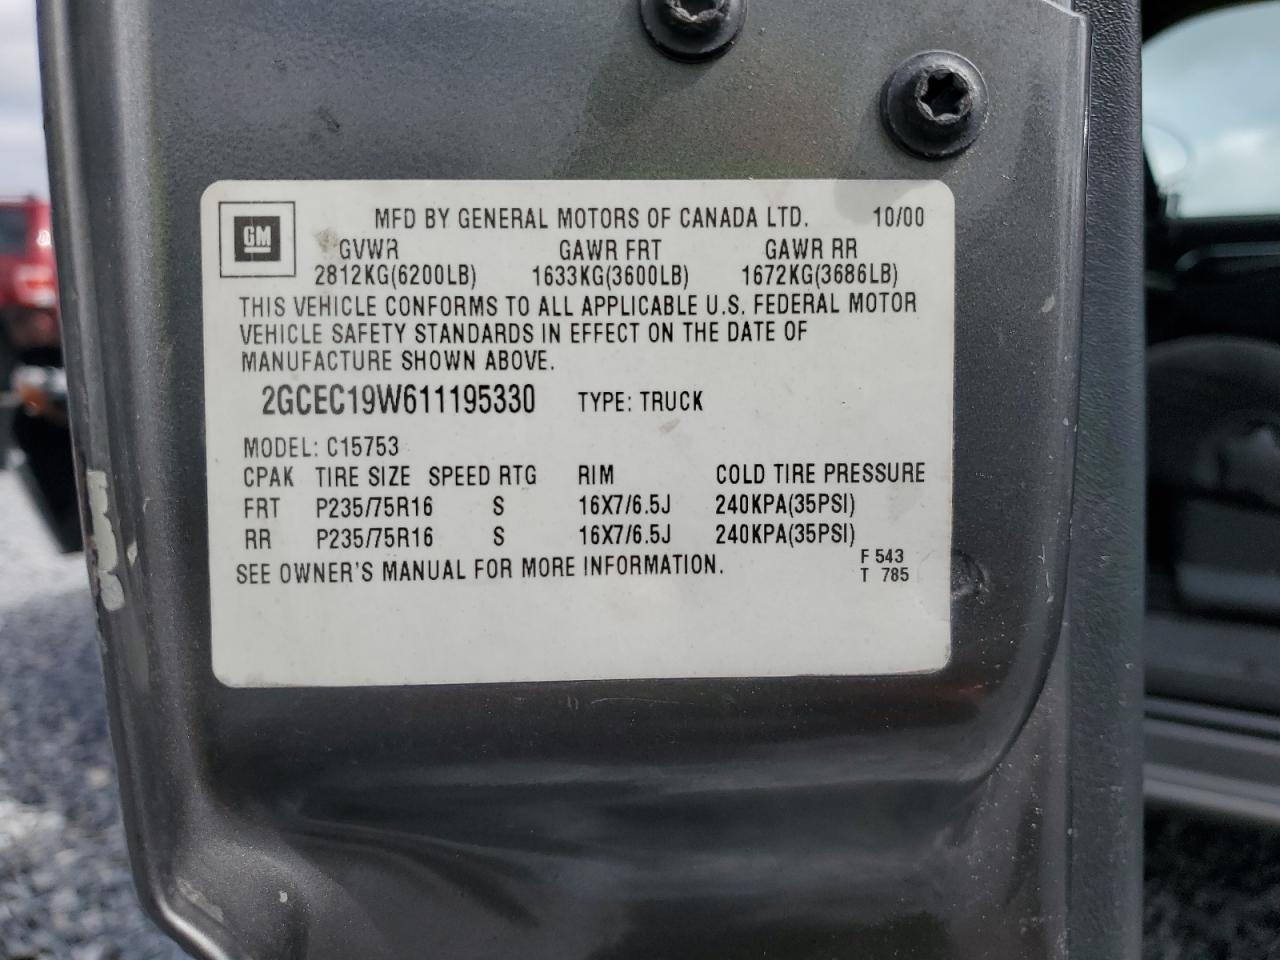 GM
MFD BY GENERAL MOTORS OF CANADA LTD. 10/00
GVWR GAWR FRT GAWR RR
2812KG(6200LB) 1633KG(3600LB) 1672KG(3686LB)
THIS VEHICLE CONFORMS TO ALL APPLICABLE U.S. FEDERAL MOTOR
VEHICLE SAFETY STANDARDS IN EFFECT ON THE DATE OF
MANUFACTURE SHOWN ABOVE.
2GCEC19W611195330 TYPE: TRUCK
MODEL: C15753
CPAK TIRE SIZE SPEED RTG RIM COLD TIRE PRESSURE
FRT P235/75R16 S 16X7/6.5J 240KPA(35PSI)
RR P235/75R16 S 16X7/6.5J 240KPA(35PSI)
SEE OWNER'S MANUAL FOR MORE INFORMATION.
F 543
T 785